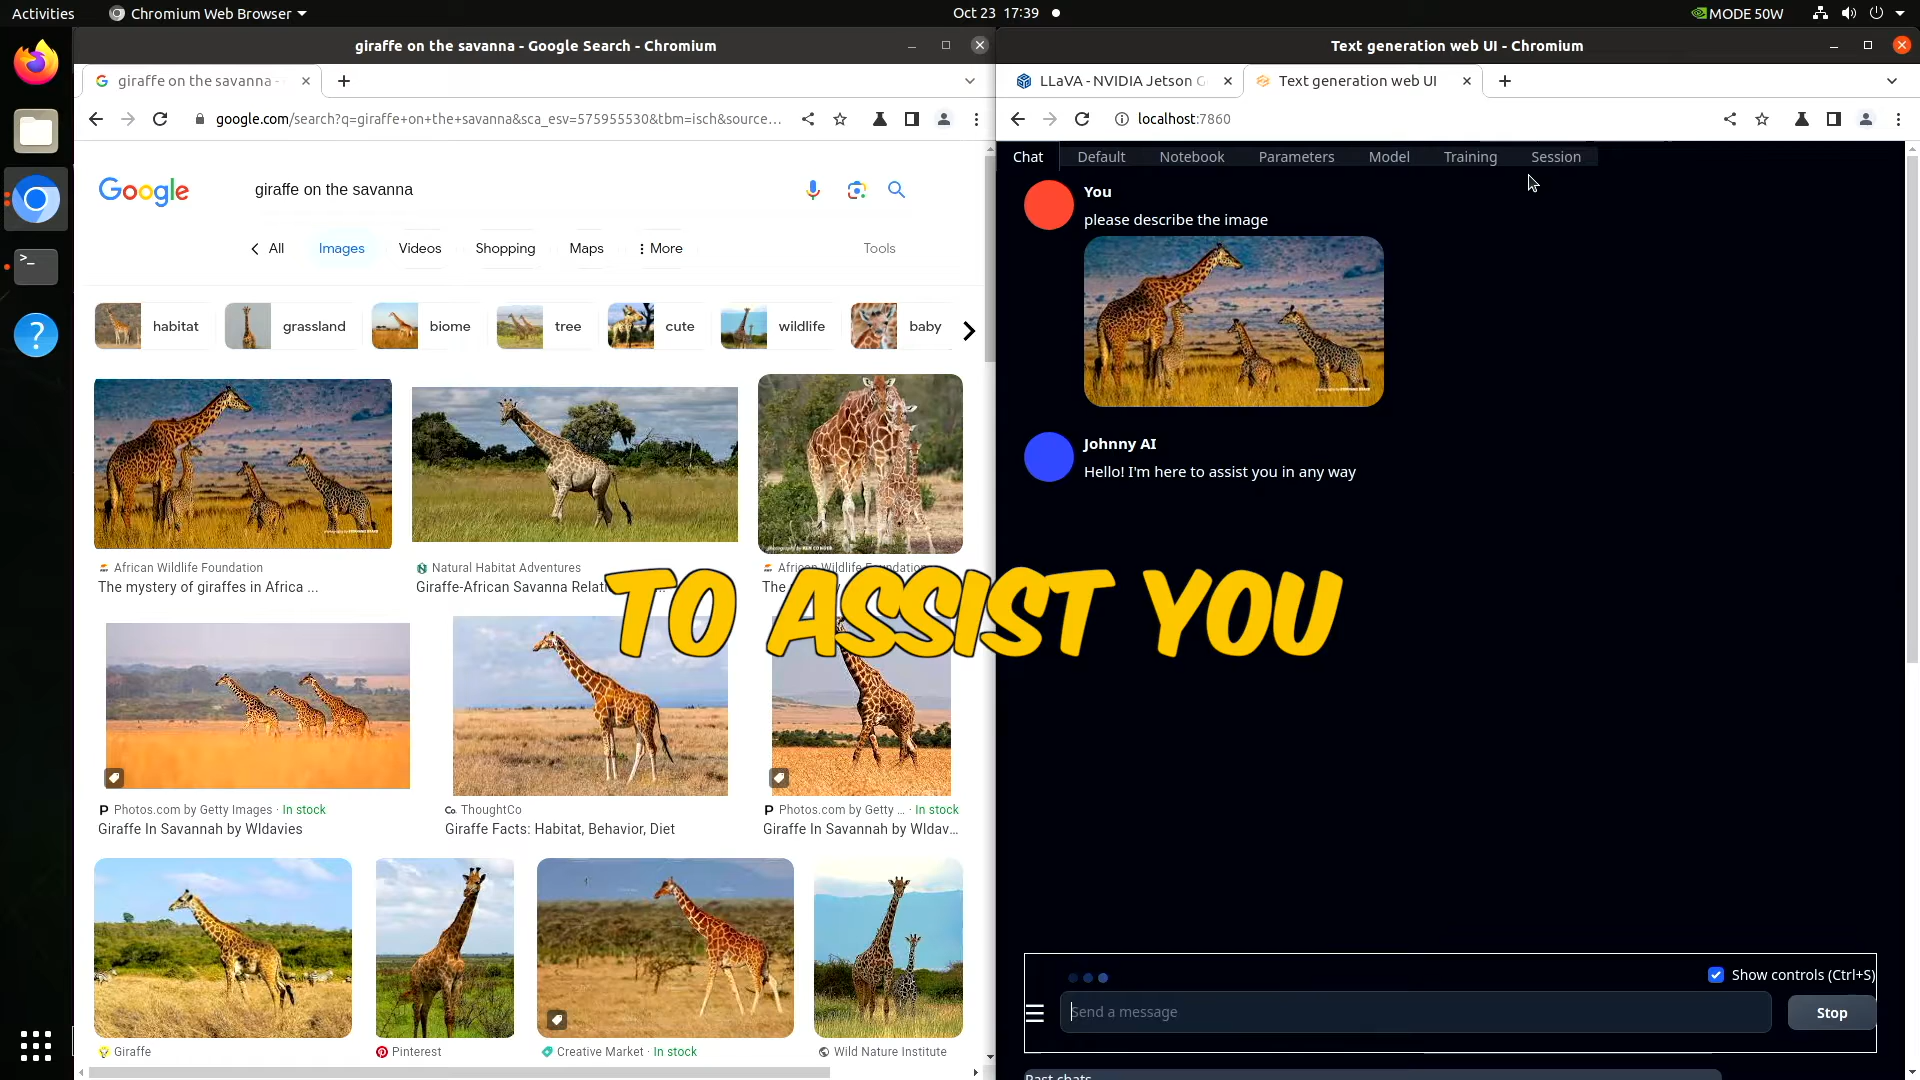 Activities
Chromium Web Browser
Oct 23 17:39
MODE 50W
giraffe on the savanna - Google Search - Chromium
giraffe on the savanna -
google.com/search?q=giraffe+on+the+savanna&sca_esv=575955530&tbm=isch&source...
Google
giraffe on the savanna
All
Images
Videos
Shopping
Maps
More
Tools
habitat
grassland
biome
tree
cute
wildlife
baby
African Wildlife Foundation
The mystery of giraffes in Africa ...
Natural Habitat Adventures
Giraffe-African Savanna
African Wildlife Foundation
The
Photos.com by Getty Images · In stock
Giraffe In Savannah by Wldavies
Co. ThoughtCo
Giraffe Facts: Habitat, Behavior, Diet
Photos.com by Getty ... · In stock
Giraffe In Savannah by Wldav...
Giraffe
Pinterest
Creative Market · In stock
Wild Nature Institute
TO ASSIST YOU
Text generation web UI - Chromium
LLaVA - NVIDIA Jetson
Text generation web UI
localhost:7860
Chat
Default
Notebook
Parameters
Model
Training
Session
You
please describe the image
Johnny AI
Hello! I'm here to assist you in any way
Show controls (Ctrl+S)
Send a message
Stop
Past chats